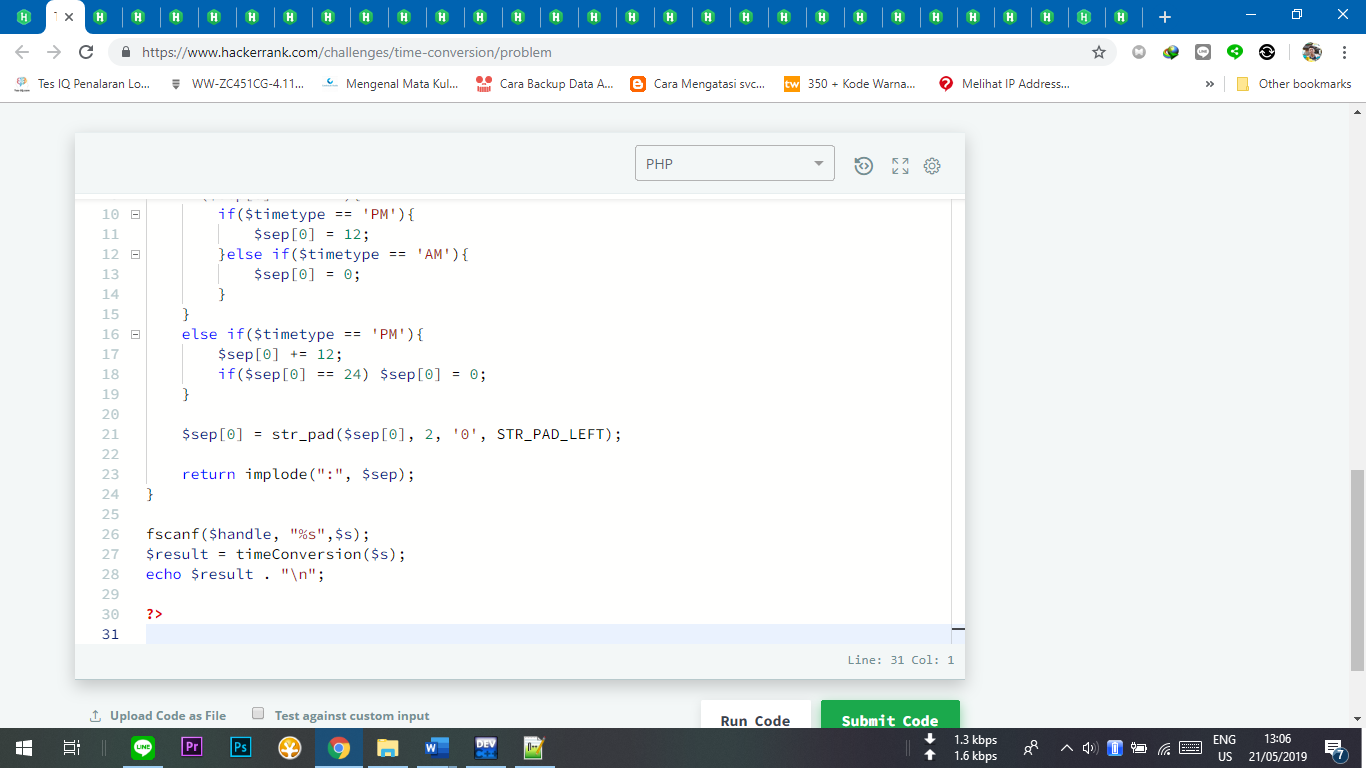 https://www.hackerrank.com/challenges/time-conversion/problem
Tes IQ Penalaran Lo...
WW-ZC451CG-4.11...
Mengenal Mata Kul...
Cara Backup Data A...
Cara Mengatasi svc...
tw
350 + Kode Warna...
Melihat IP Address...
»
Other bookmarks
PHP
10 if($timetype == 'PM'){
11 $sep[0] = 12;
12 }else if($timetype == 'AM'){
13 $sep[0] = 0;
14 }
15 }
16 else if($timetype == 'PM'){
17 $sep[0] += 12;
18 if($sep[0] == 24) $sep[0] = 0;
19 }
20
21 $sep[0] = str_pad($sep[0], 2, '0', STR_PAD_LEFT);
22
23 return implode(":", $sep);
24 }
25
26 fscanf($handle, "%s",$s);
27 $result = timeConversion($s);
28 echo $result . "\n";
29
30 ?>
31
Line: 31 Col: 1
Upload Code as File
Test against custom input
Run Code
Submit Code
LINE
Pr
Ps
W
DEV
1.3 kbps
1.6 kbps
ENG
US
13:06
21/05/2019
7